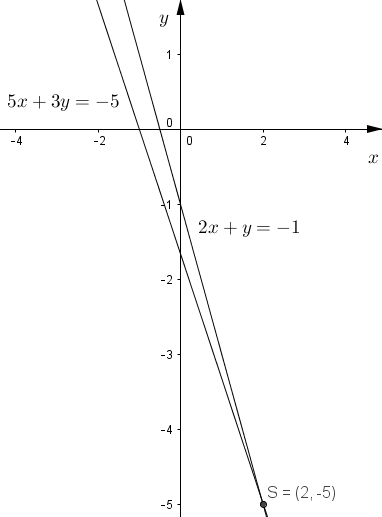 y
1
5x + 3y = −5
0
-4
-2
0
2
4
x
-1
2x + y = −1
-2
-3
-4
S = (2, -5)
-5